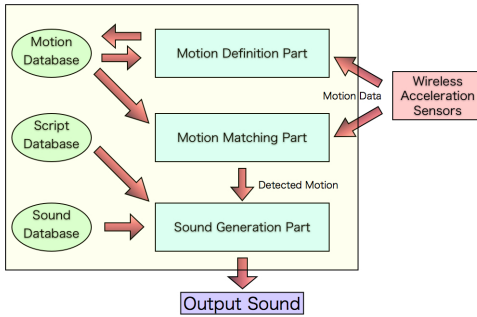 Motion
Database
Motion Definition Part
Wireless
Acceleration
Sensors
Motion Data
Script
Database
Motion Matching Part
Detected Motion
Sound
Database
Sound Generation Part
Output Sound